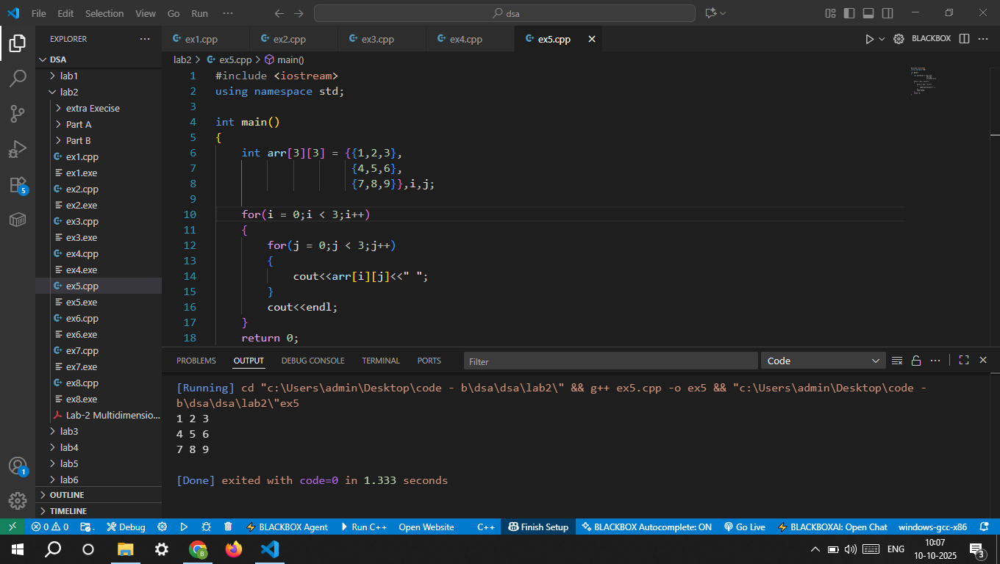 File Edit Selection View Go Run ··· dsa
EXPLORER ···
DSA
lab1
lab2
extra Execise
Part A
Part B
ex1.cpp
ex1.exe
ex2.cpp
ex2.exe
ex3.cpp
ex3.exe
ex4.cpp
ex4.exe
ex5.cpp
ex5.exe
ex6.cpp
ex6.exe
ex7.cpp
ex7.exe
ex8.cpp
ex8.exe
Lab-2 Multidimensio...
lab3
lab4
lab5
lab6
OUTLINE
TIMELINE
5
1
ex1.cpp ex2.cpp ex3.cpp ex4.cpp ex5.cpp BLACKBOX ···
lab2 > ex5.cpp > main()
1 #include <iostream>
2 using namespace std;
3
4 int main()
5 {
6 int arr[3][3] = {{1,2,3},
7 {4,5,6},
8 {7,8,9}},i,j;
9
10 for(i = 0;i < 3;i++)
11 {
12 for(j = 0;j < 3;j++)
13 {
14 cout<<arr[i][j]<<" ";
15 }
16 cout<<endl;
17 }
18 return 0;
PROBLEMS OUTPUT DEBUG CONSOLE TERMINAL PORTS Filter Code ···
[Running] cd "c:\Users\admin\Desktop\code - b\dsa\dsa\lab2\" && g++ ex5.cpp -o ex5 && "c:\Users\admin\Desktop\code -
b\dsa\dsa\lab2\"ex5
1 2 3
4 5 6
7 8 9
[Done] exited with code=0 in 1.333 seconds
0 0 . Debug BLACKBOX Agent Run C++ Open Website C++ Finish Setup BLACKBOX Autocomplete: ON Go Live BLACKBOXAI: Open Chat windows-gcc-x86
B ENG 10:07
10-10-2025 3